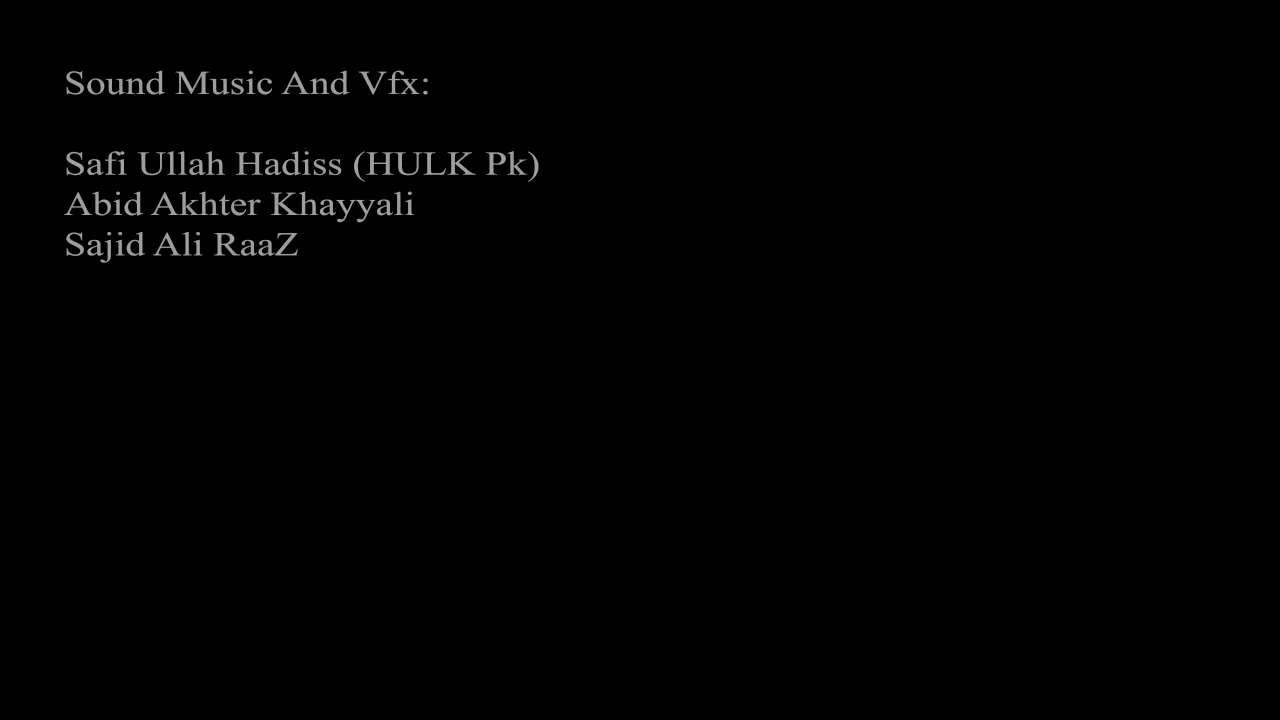 Sound Music And Vfx:
Safi Ullah Hadiss (HULK Pk)
Abid Akhter Khayyali
Sajid Ali RaaZ